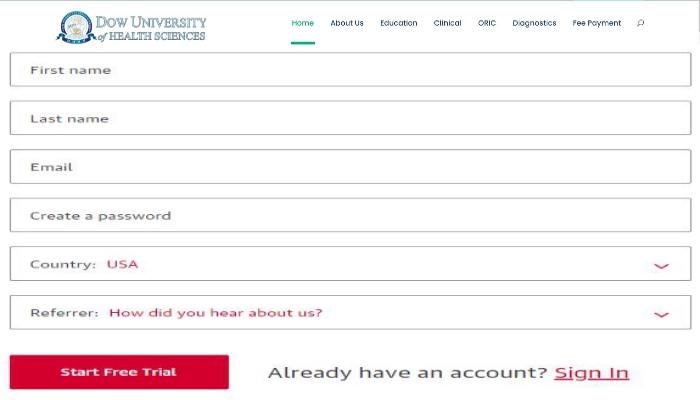 DOW UNIVERSITY
of HEALTH SCIENCES
Home About Us Education Clinical ORIC Diagnostics Fee Payment
First name
Last name
Email
Create a password
Country: USA
Referrer: How did you hear about us?
Start Free Trial Already have an account? Sign In